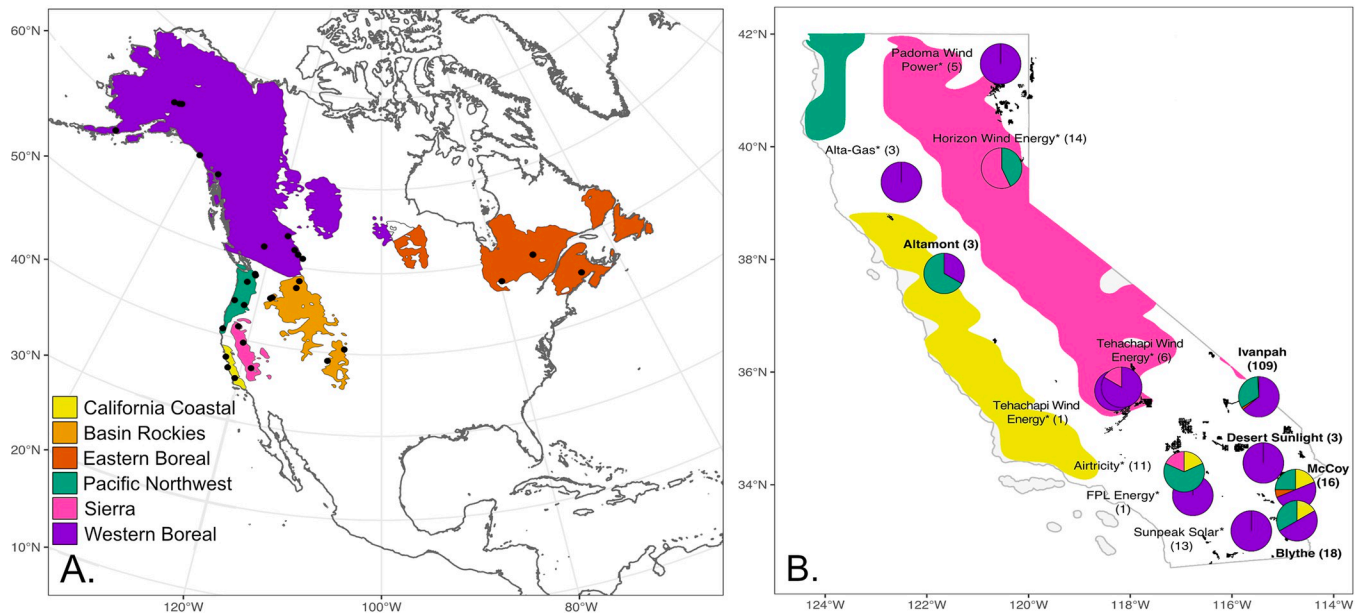 60°N
50°N
40°N
30°N
20°N
10°N
California Coastal
Basin Rockies
Eastern Boreal
Pacific Northwest
Sierra
Western Boreal
A.
120°W
100°W
80°W
42°N
40°N
38°N
36°N
34°N
Padoma Wind
Power* (5)
Horizon Wind Energy* (14)
Alta-Gas* (3)
Altamont (3)
Tehachapi Wind
Energy* (6)
Ivanpah
(109)
Tehachapi Wind
Energy* (1)
Desert Sunlight (3)
Airtricity* (11)
McCoy
(16)
FPL Energy*
(1)
Sunpeak Solar*
(13)
Blythe (18)
B.
124°W
122°W
120°W
118°W
116°W
114°W